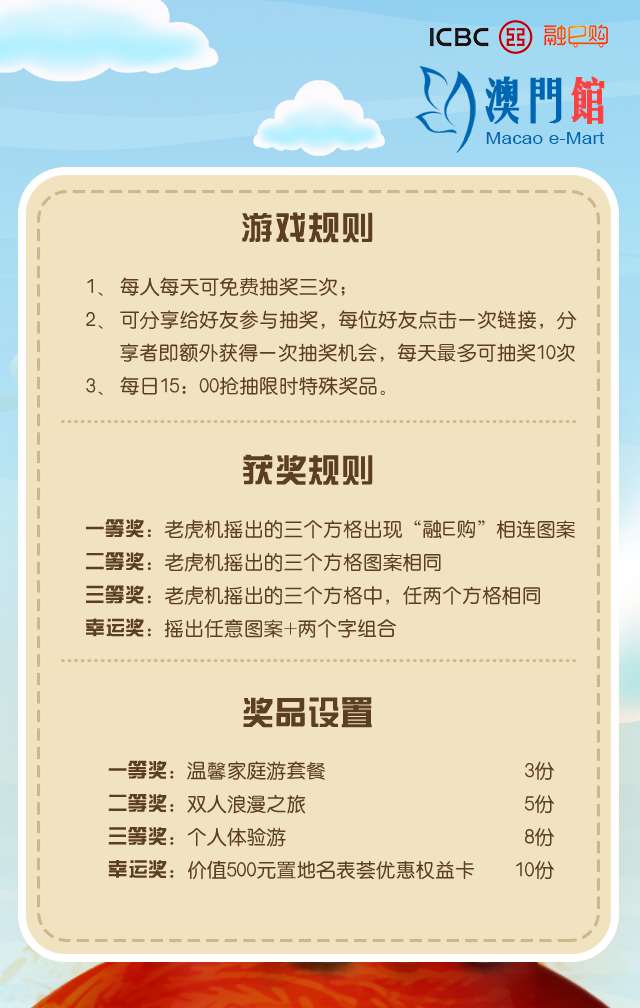 ICBC 融E购
澳門館
Macao e-Mart
游戏规则
1、 每人每天可免费抽奖三次；
2、 可分享给好友参与抽奖，每位好友点击一次链接，分
享者即额外获得一次抽奖机会，每天最多可抽奖10次
3、 每日15：00抢抽限时特殊奖品。
获奖规则
一等奖：老虎机摇出的三个方格出现“融E购”相连图案
二等奖：老虎机摇出的三个方格图案相同
三等奖：老虎机摇出的三个方格中，任两个方格相同
幸运奖：摇出任意图案+两个字组合
奖品设置
一等奖：温馨家庭游套餐 3份
二等奖：双人浪漫之旅 5份
三等奖：个人体验游 8份
幸运奖：价值500元置地名表荟优惠权益卡 10份